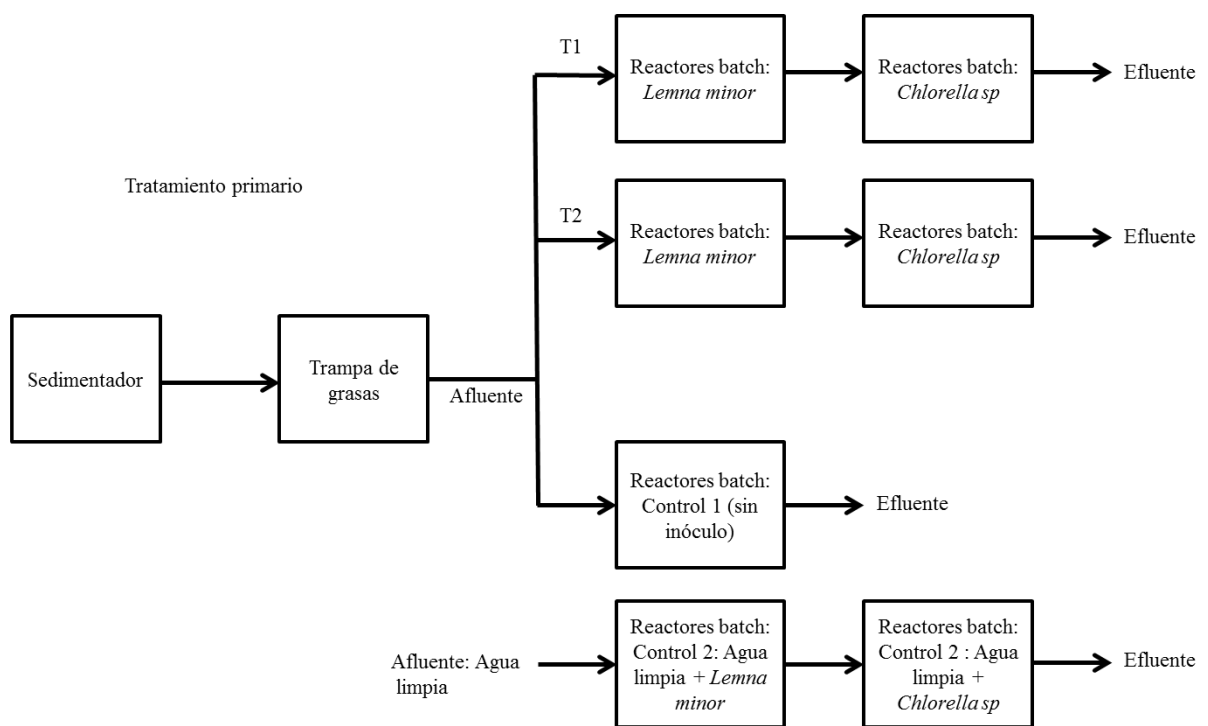 T1
Reactores batch:
Lemna minor
Reactores batch:
Chlorella sp
Efluente
Tratamiento primario
T2
Reactores batch:
Lemna minor
Reactores batch:
Chlorella sp
Efluente
Sedimentador
Trampa de
grasas
Afluente
Reactores batch:
Control 1 (sin
inóculo)
Efluente
Afluente: Agua
limpia
Reactores batch:
Control 2: Agua
limpia + Lemna
minor
Reactores batch:
Control 2 : Agua
limpia +
Chlorella sp
Efluente